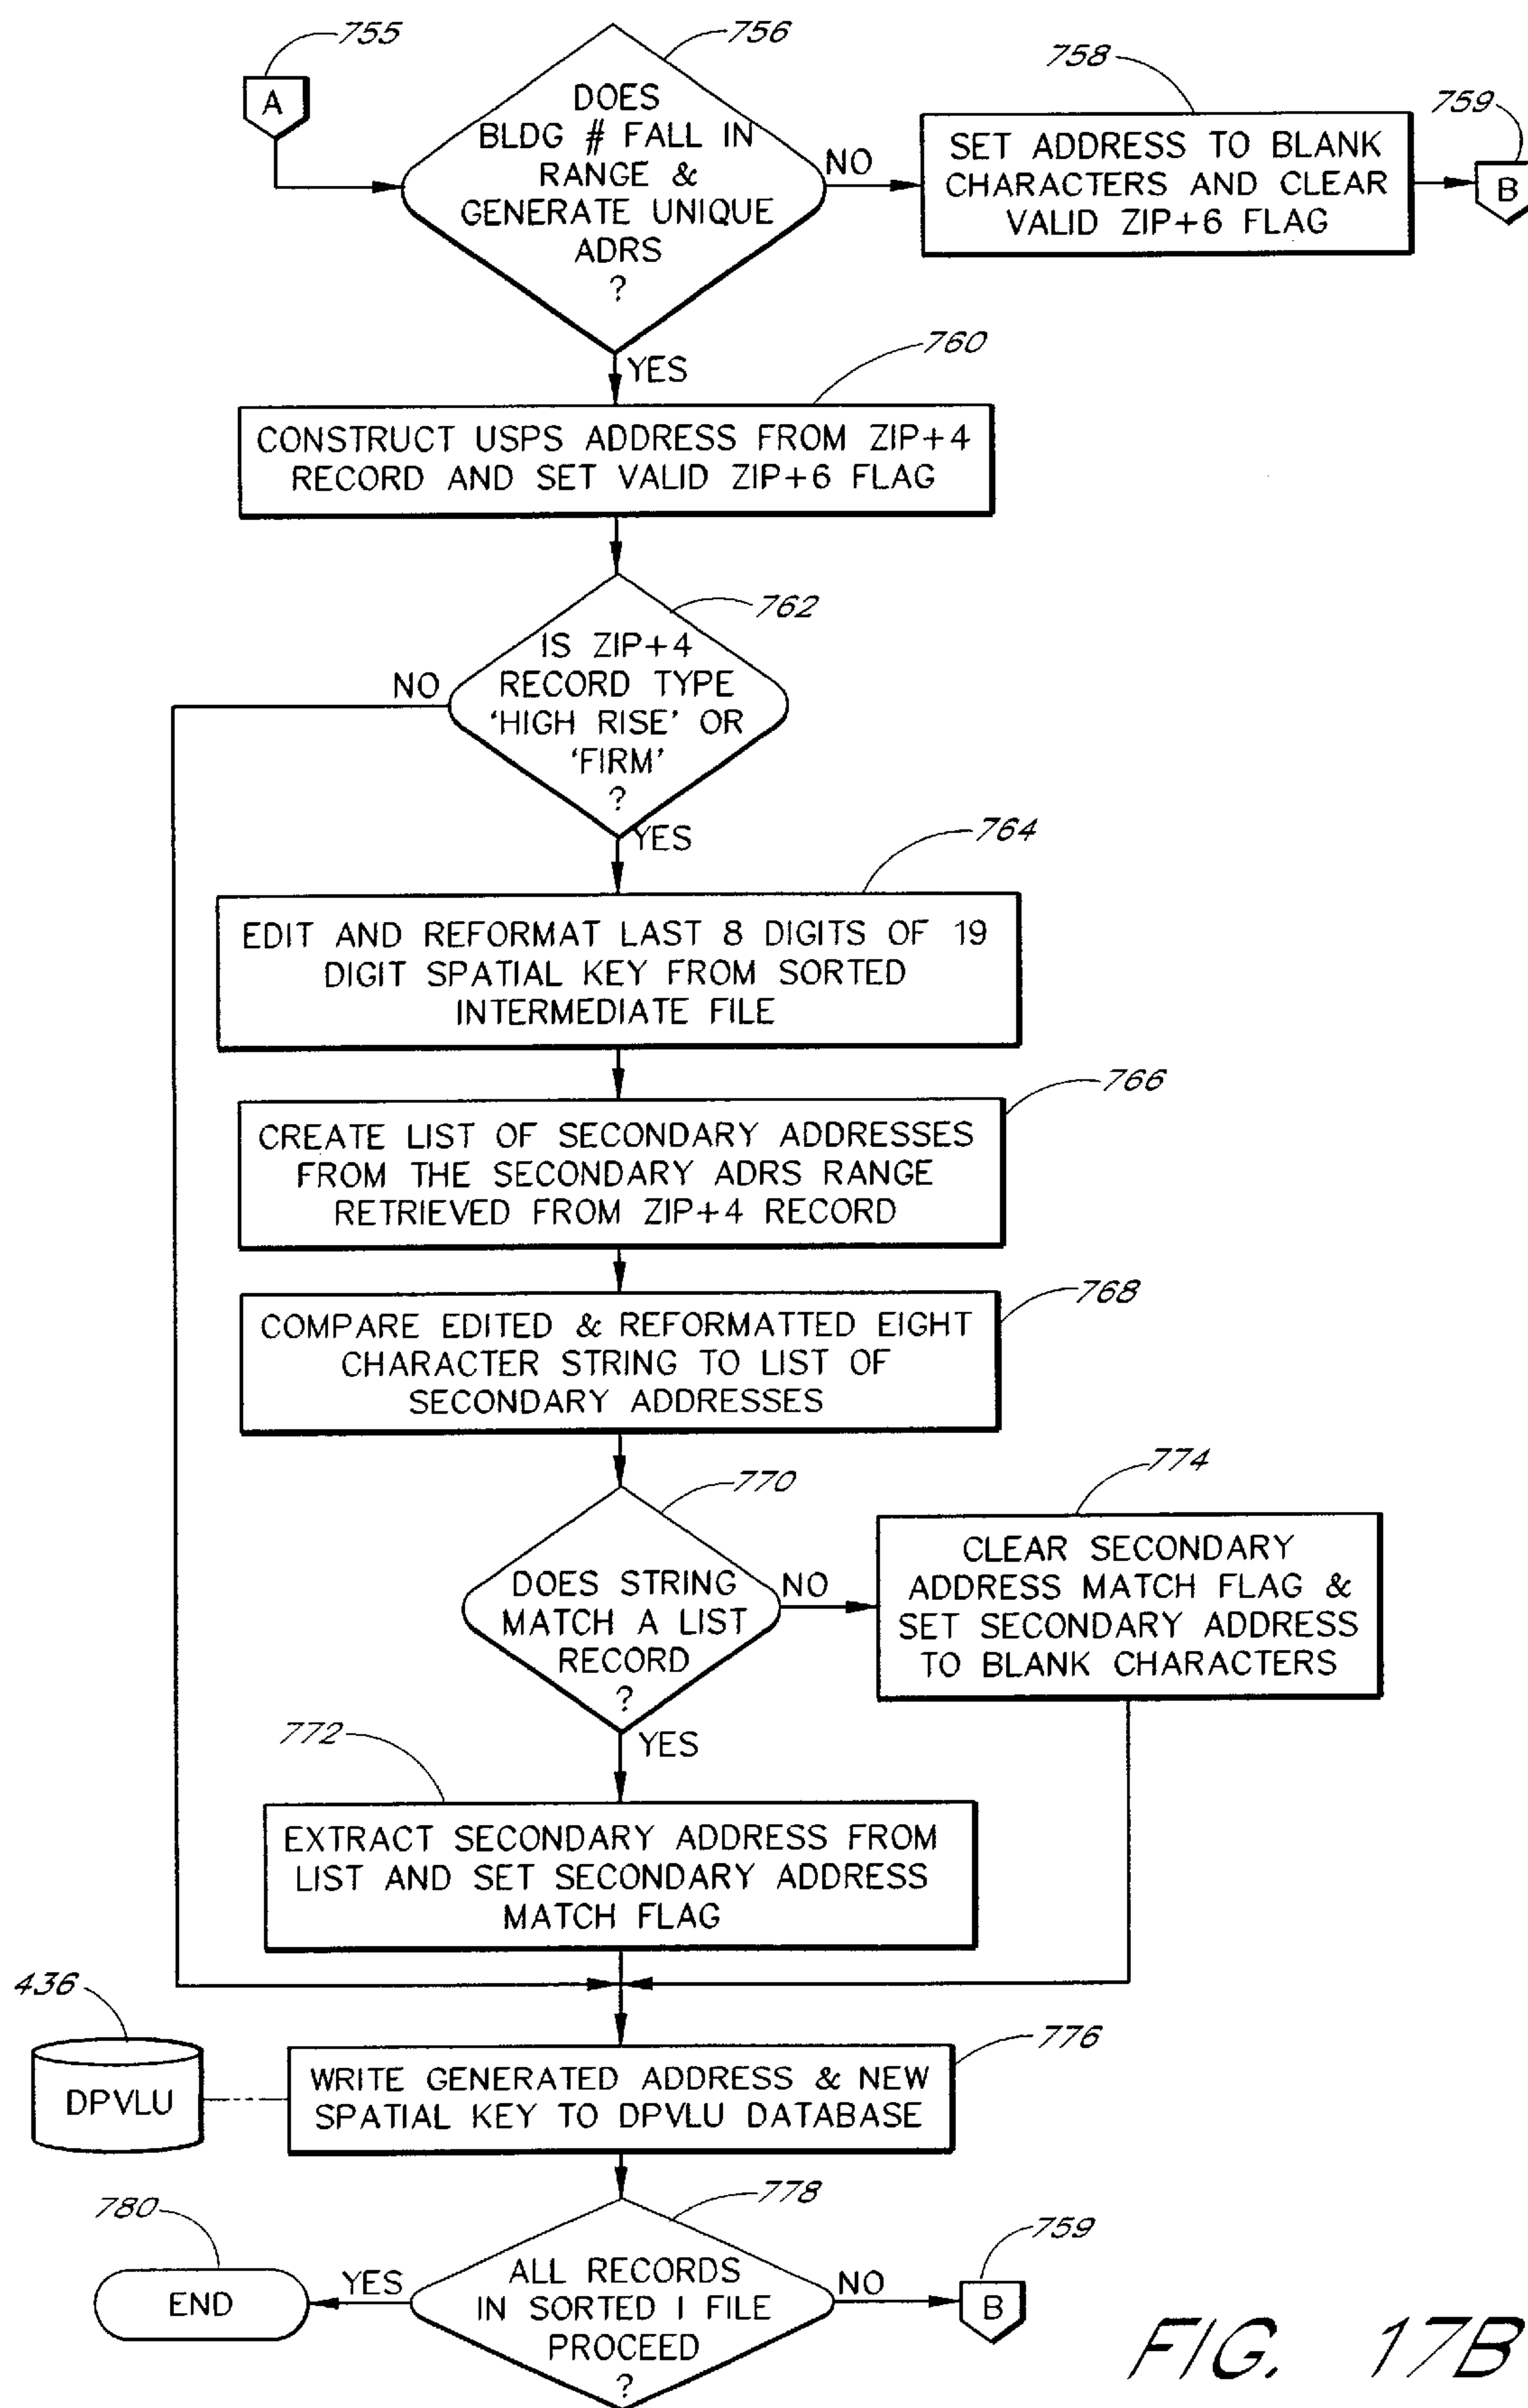 755
A
756
DOES
BLDG # FALL IN
RANGE &
GENERATE UNIQUE
ADRS
?
NO
758
SET ADDRESS TO BLANK
CHARACTERS AND CLEAR
VALID ZIP+6 FLAG
759
B
YES
760
CONSTRUCT USPS ADDRESS FROM ZIP+4
RECORD AND SET VALID ZIP+6 FLAG
762
IS ZIP+4
RECORD TYPE
'HIGH RISE' OR
'FIRM'
?
NO
YES
764
EDIT AND REFORMAT LAST 8 DIGITS OF 19
DIGIT SPATIAL KEY FROM SORTED
INTERMEDIATE FILE
766
CREATE LIST OF SECONDARY ADDRESSES
FROM THE SECONDARY ADRS RANGE
RETRIEVED FROM ZIP+4 RECORD
768
COMPARE EDITED & REFORMATTED EIGHT
CHARACTER STRING TO LIST OF
SECONDARY ADDRESSES
770
DOES STRING
MATCH A LIST
RECORD
?
NO
774
CLEAR SECONDARY
ADDRESS MATCH FLAG &
SET SECONDARY ADDRESS
TO BLANK CHARACTERS
YES
772
EXTRACT SECONDARY ADDRESS FROM
LIST AND SET SECONDARY ADDRESS
MATCH FLAG
436
DPVLU
776
WRITE GENERATED ADDRESS & NEW
SPATIAL KEY TO DPVLU DATABASE
778
ALL RECORDS
IN SORTED I FILE
PROCEED
?
YES
780
END
NO
759
B
FIG. 17B